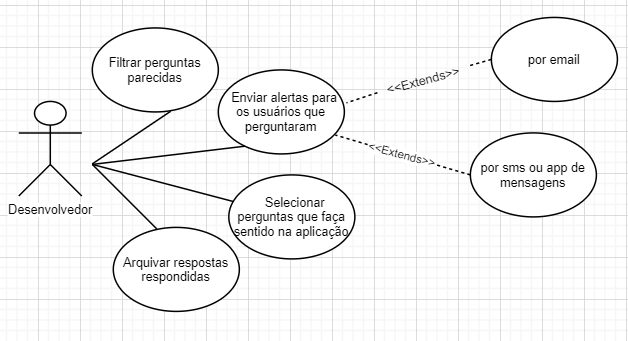 Filtrar perguntas
parecidas
Enviar alertas para
os usuários que
perguntaram
<<Extends>>
por email
<<Extends>>
por sms ou app de
mensagens
Desenvolvedor
Selecionar
perguntas que faça
sentido na aplicação
Arquivar respostas
respondidas